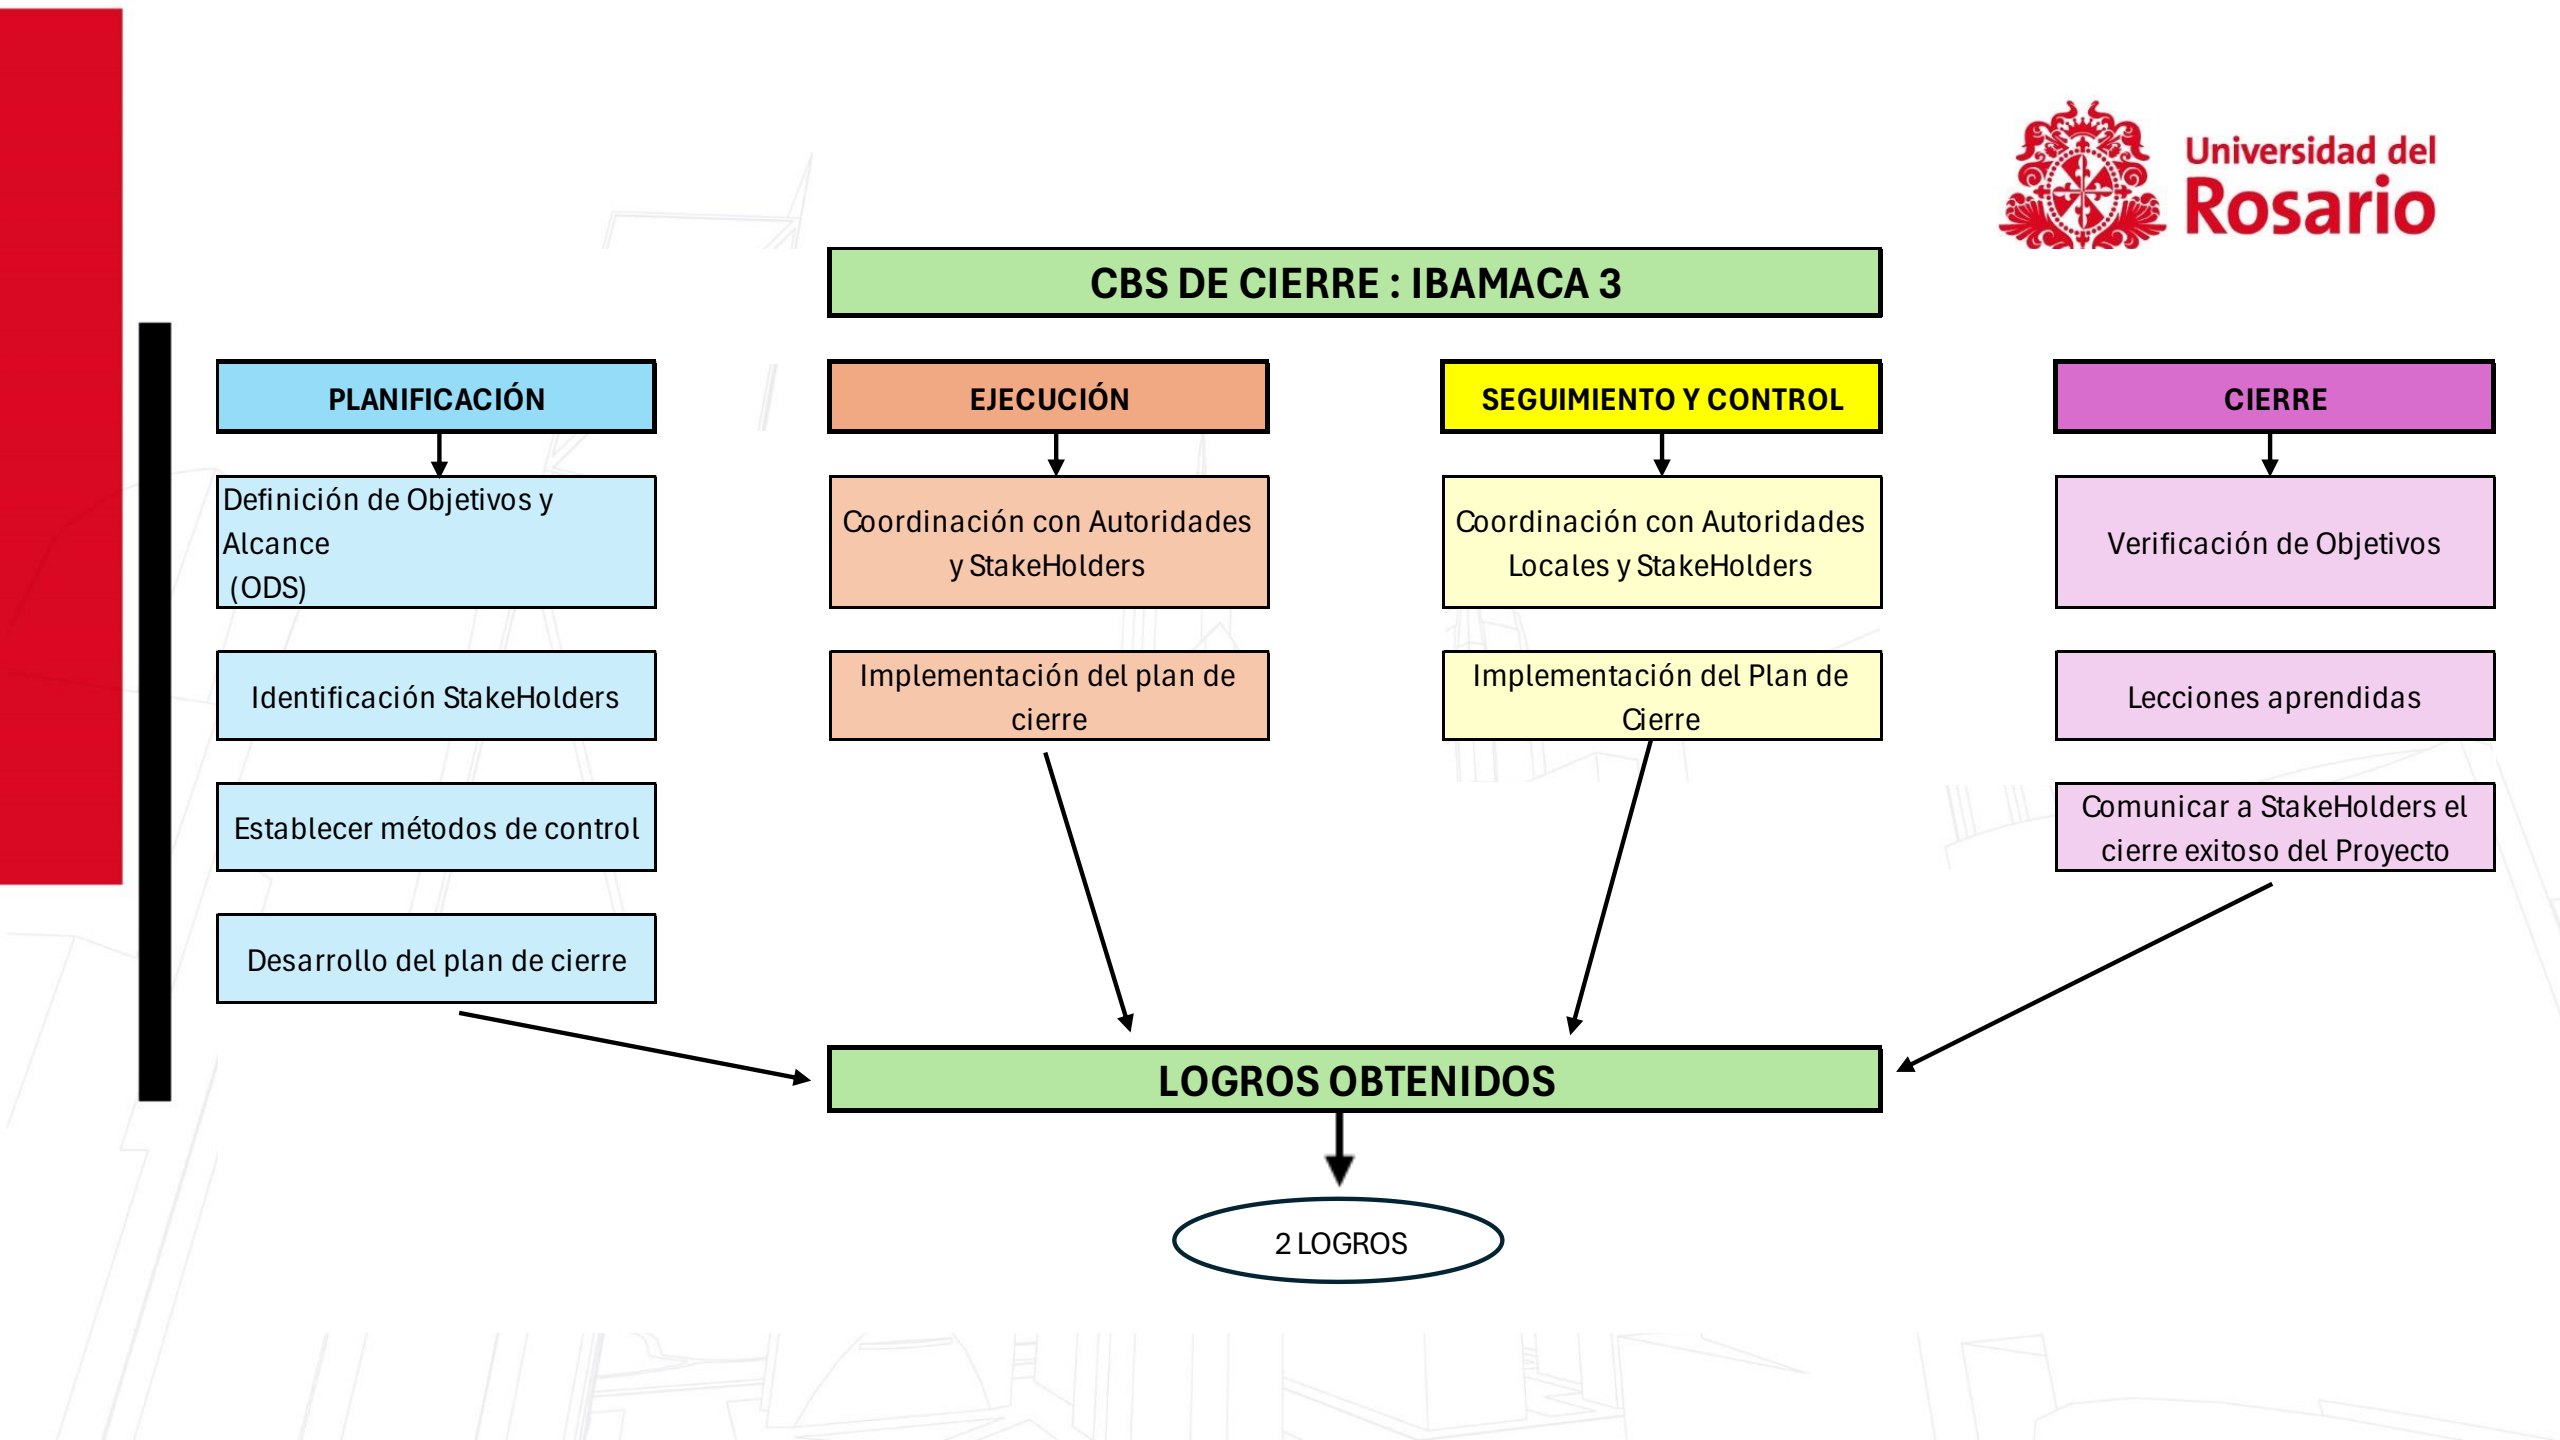 Universidad del
Rosario
CBS DE CIERRE : IBAMACA 3
PLANIFICACIÓN
Definición de Objetivos y
Alcance
(ODS)
Identificación StakeHolders
Establecer métodos de control
Desarrollo del plan de cierre
EJECUCIÓN
Coordinación con Autoridades
y StakeHolders
Implementación del plan de
cierre
SEGUIMIENTO Y CONTROL
Coordinación con Autoridades
Locales y StakeHolders
Implementación del Plan de
Cierre
CIERRE
Verificación de Objetivos
Lecciones aprendidas
Comunicar a StakeHolders el
cierre exitoso del Proyecto
LOGROS OBTENIDOS
2 LOGROS